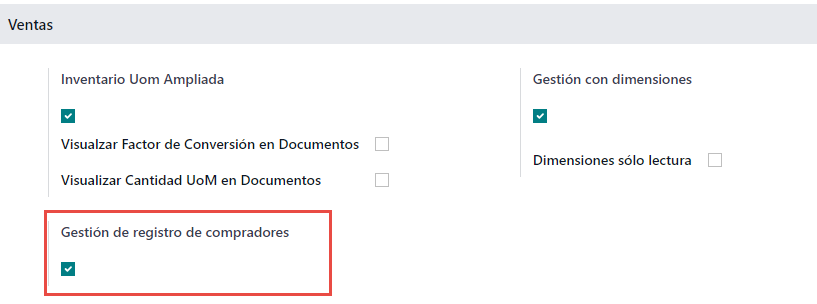 Ventas
Inventario Uom Ampliada
Gestión con dimensiones
Visualzar Factor de Conversión en Documentos
Dimensiones sólo lectura
Visualizar Cantidad UoM en Documentos
Gestión de registro de compradores